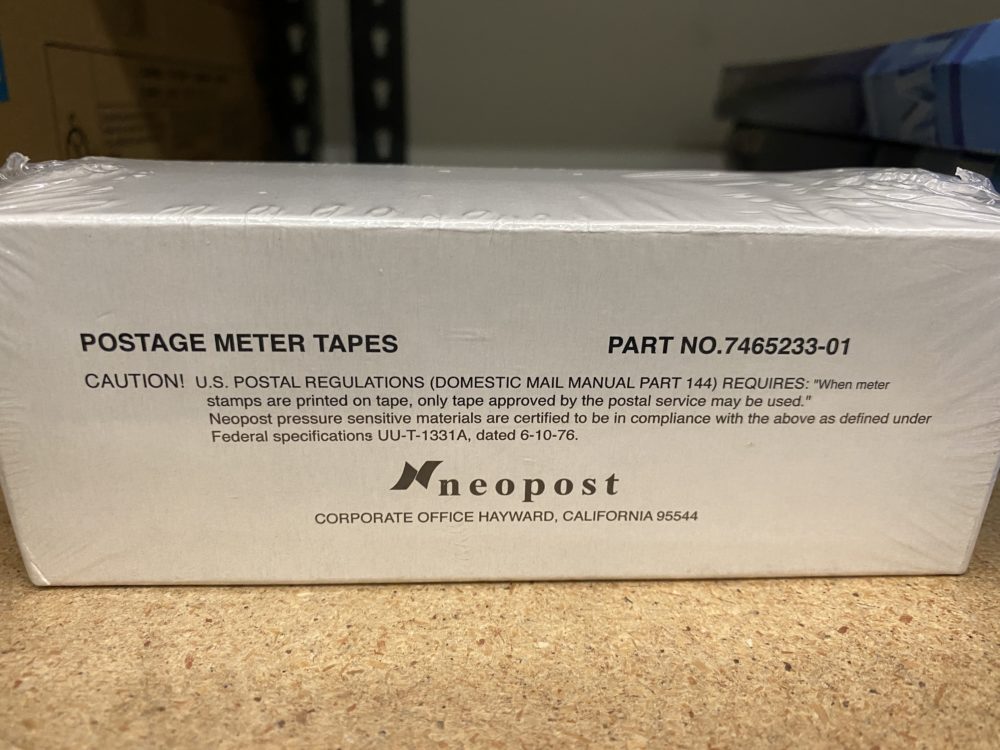 POSTAGE METER TAPES PART NO.7465233-01
CAUTION! U.S. POSTAL REGULATIONS (DOMESTIC MAIL MANUAL PART 144) REQUIRES: "When meter
stamps are printed on tape, only tape approved by the postal service may be used."
Neopost pressure sensitive materials are certified to be in compliance with the above as defined under
Federal specifications UU-T-1331A, dated 6-10-76.
neopost
CORPORATE OFFICE HAYWARD, CALIFORNIA 95544